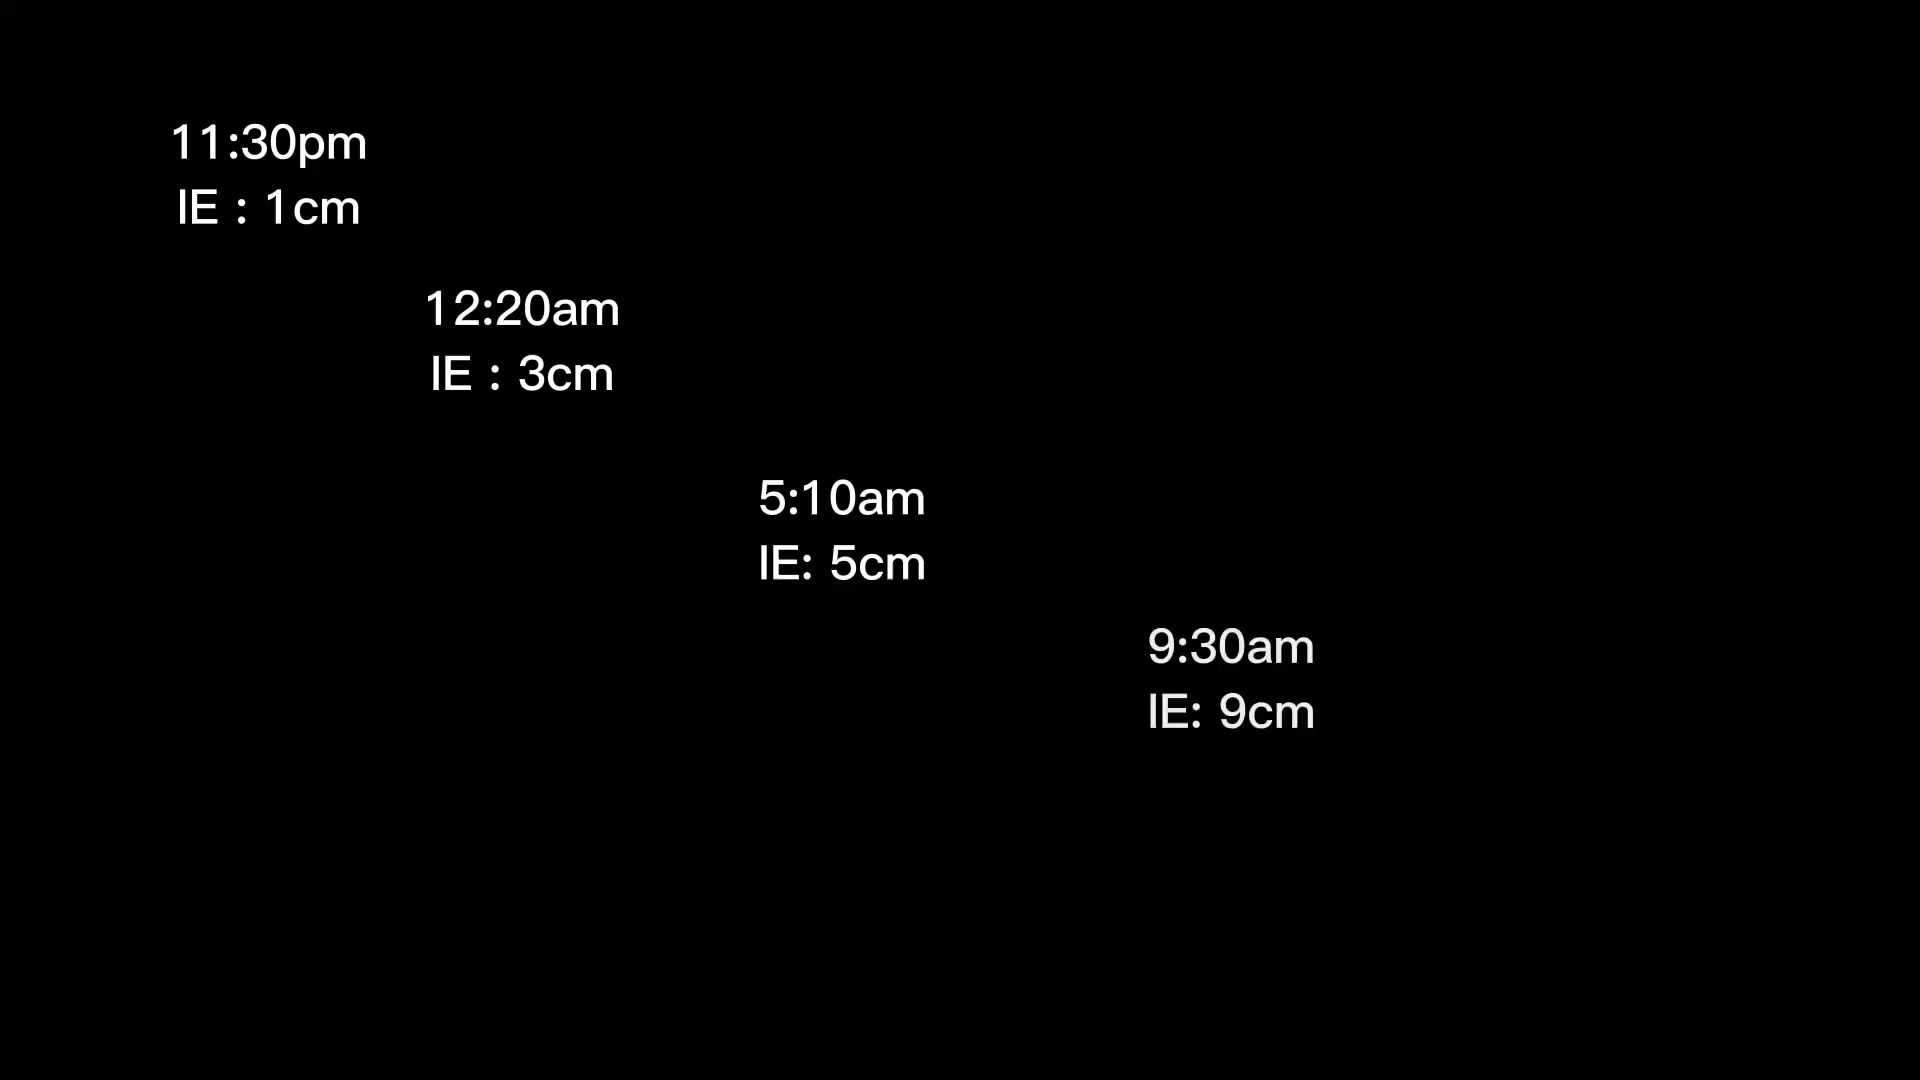 11:30pm
IE : 1cm
12:20am
IE : 3cm
5:10am
IE: 5cm
9:30am
IE: 9cm